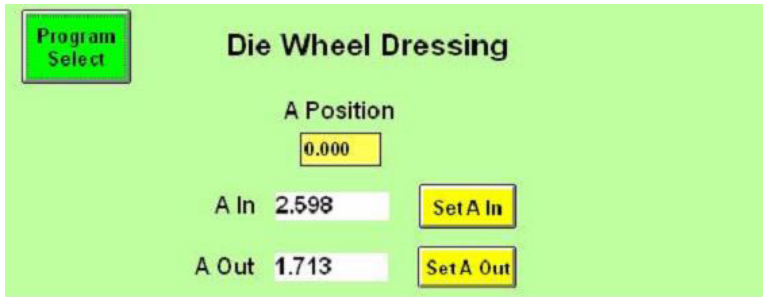 Program
Select
Die Wheel Dressing
A Position
0.000
A In 2.598 Set A In
A Out 1.713 Set A Out